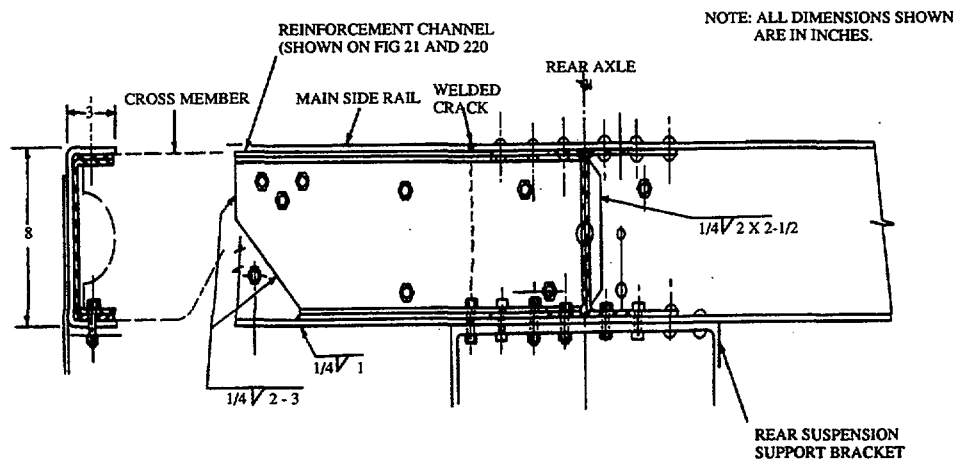 NOTE: ALL DIMENSIONS SHOWN
ARE IN INCHES.
REINFORCEMENT CHANNEL
(SHOWN ON FIG 21 AND 220
REAR AXLE
CROSS MEMBER
MAIN SIDE RAIL
WELDED
CRACK
3
8
1/4 2 X 2-1/2
1/4 1
1/4 2 - 3
REAR SUSPENSION
SUPPORT BRACKET